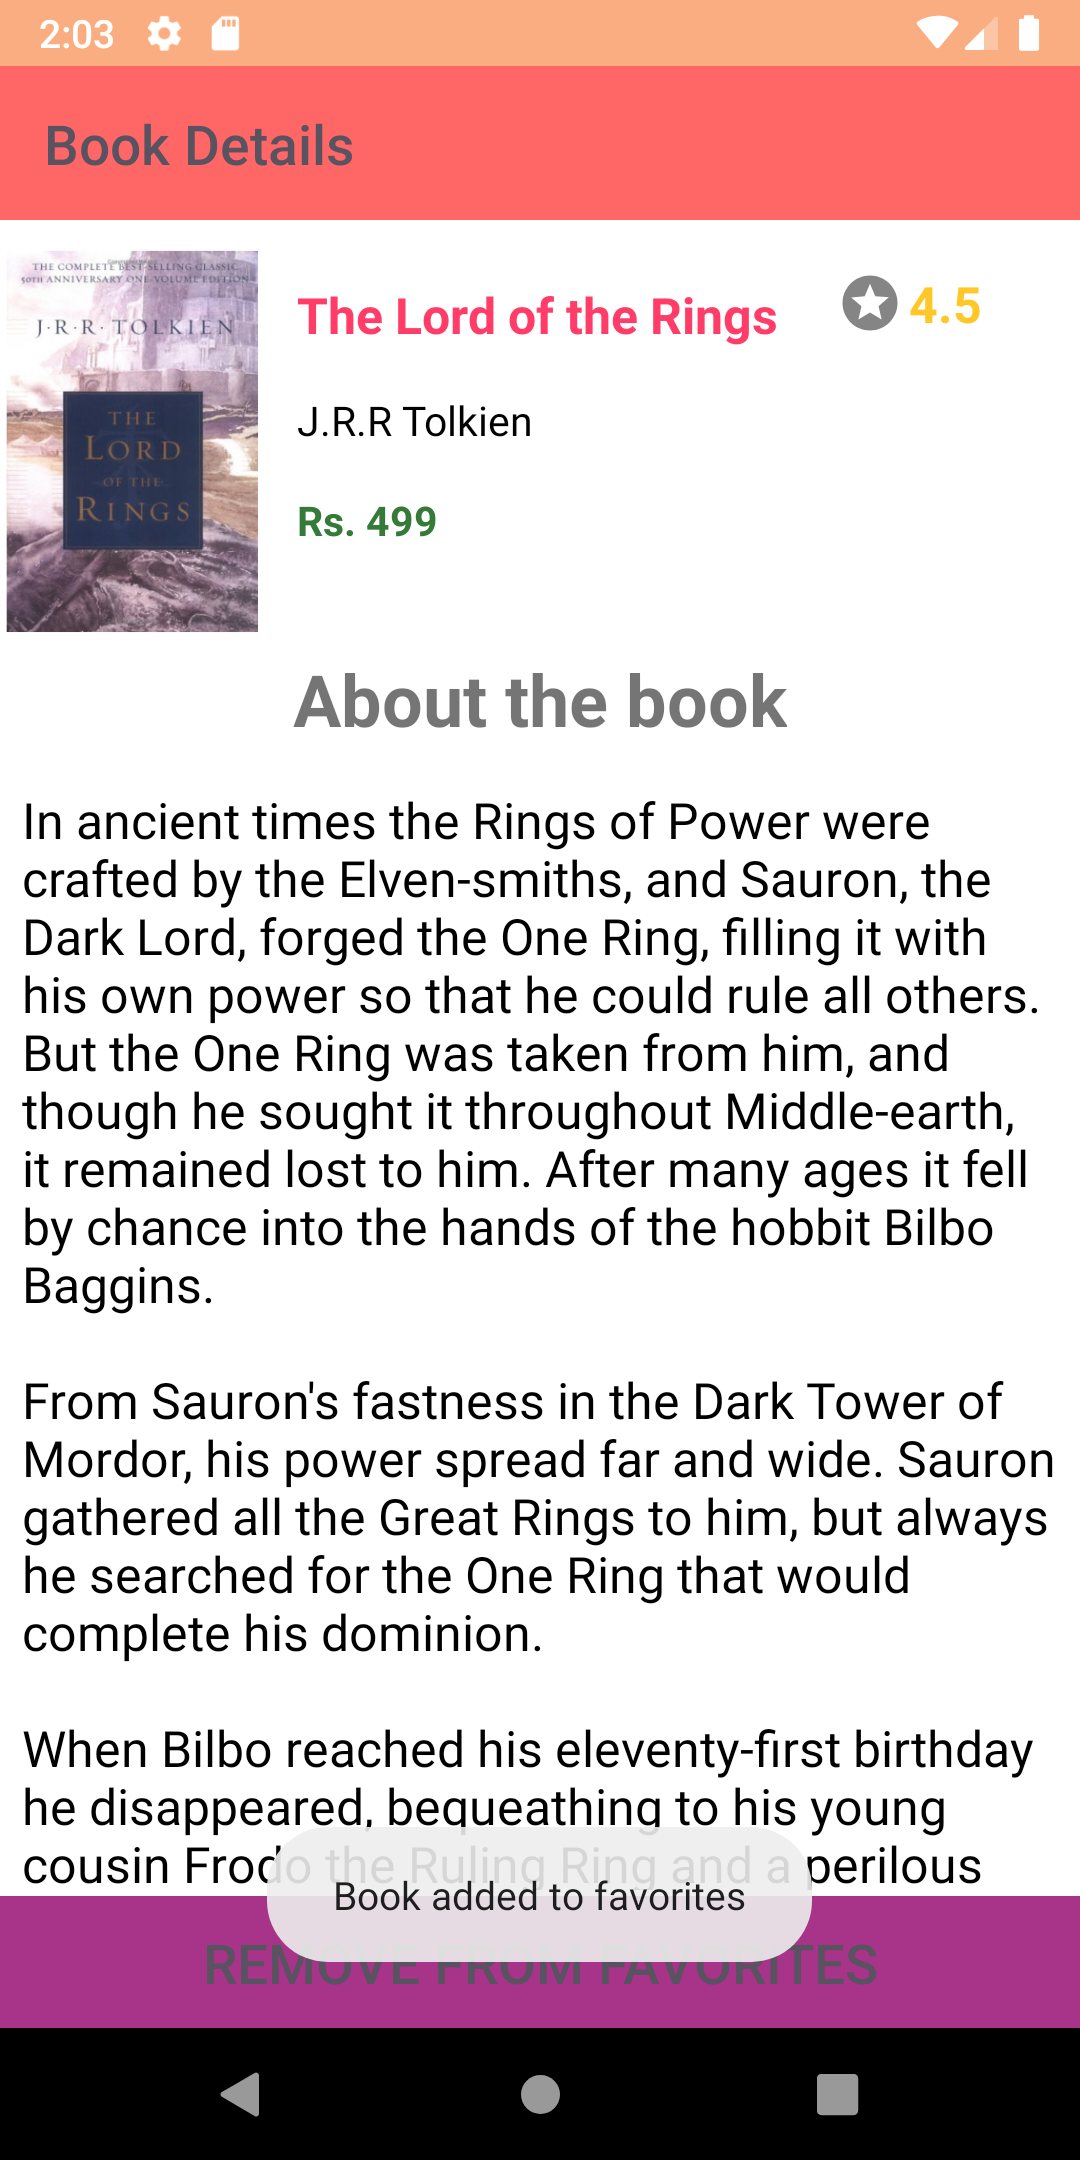 2:03
Book Details
THE COMPLETE BEST-SELLING CLASSIC
50TH ANNIVERSARY ONE-VOLUME EDITION
J·R·R·TOLKIEN
THE
LORD
OF THE
RINGS
The Lord of the Rings
4.5
J.R.R Tolkien
Rs. 499
About the book
In ancient times the Rings of Power were
crafted by the Elven-smiths, and Sauron, the
Dark Lord, forged the One Ring, filling it with
his own power so that he could rule all others.
But the One Ring was taken from him, and
though he sought it throughout Middle-earth,
it remained lost to him. After many ages it fell
by chance into the hands of the hobbit Bilbo
Baggins.
From Sauron's fastness in the Dark Tower of
Mordor, his power spread far and wide. Sauron
gathered all the Great Rings to him, but always
he searched for the One Ring that would
complete his dominion.
When Bilbo reached his eleventy-first birthday
he disappeared, bequeathing to his young
cousin Frodo the Ruling Ring and a perilous
Book added to favorites
REMOVE FROM FAVORITES